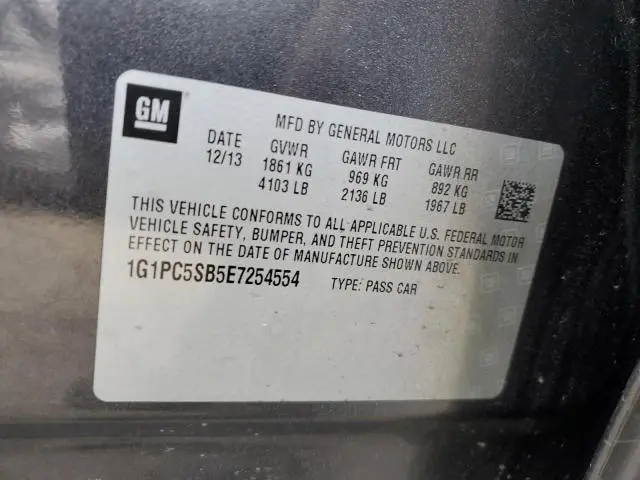 GM
MFD BY GENERAL MOTORS LLC
DATE GVWR GAWR FRT GAWR RR
12/13 1861 KG 969 KG 892 KG
4103 LB 2136 LB 1967 LB
THIS VEHICLE CONFORMS TO ALL APPLICABLE U.S. FEDERAL MOTOR
VEHICLE SAFETY, BUMPER, AND THEFT PREVENTION STANDARDS IN
EFFECT ON THE DATE OF MANUFACTURE SHOWN ABOVE.
1G1PC5SB5E7254554 TYPE: PASS CAR